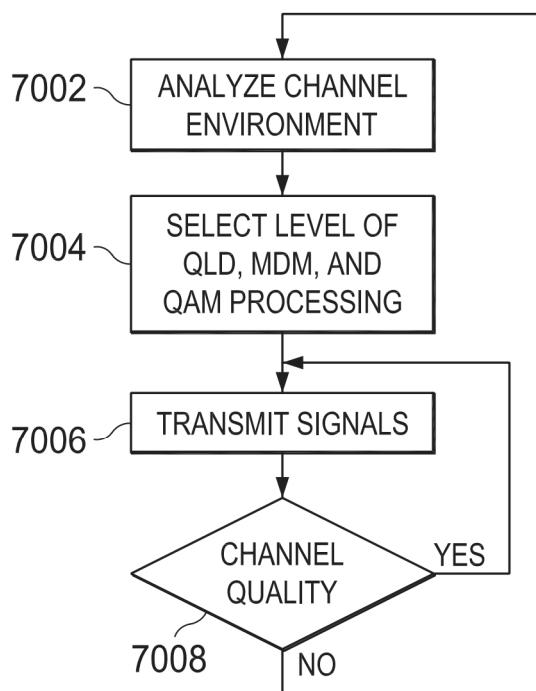 7002
ANALYZE CHANNEL
ENVIRONMENT
7004
SELECT LEVEL OF
QLD, MDM, AND
QAM PROCESSING
7006
TRANSMIT SIGNALS
CHANNEL
QUALITY
YES
7008
NO